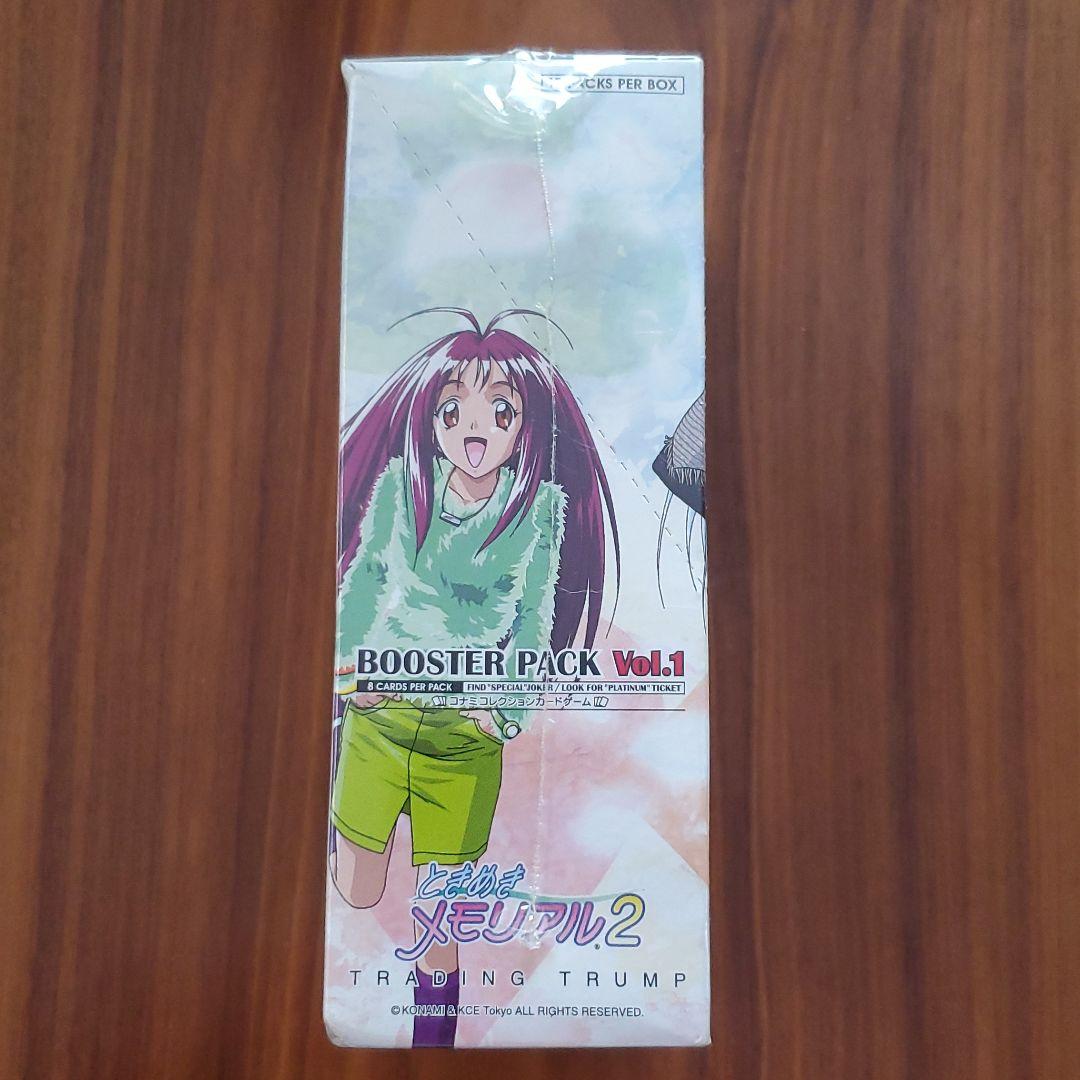 PACKS PER BOX
BOOSTER PACK Vol.1
8 CARDS PER PACK FIND "SPECIAL" JOKER / LOOK FOR "PLATINUM" TICKET
コナミコレクションカードゲーム
ときめき
メモリアル®2
TRADING TRUMP
©KONAMI & KCE Tokyo ALL RIGHTS RESERVED.